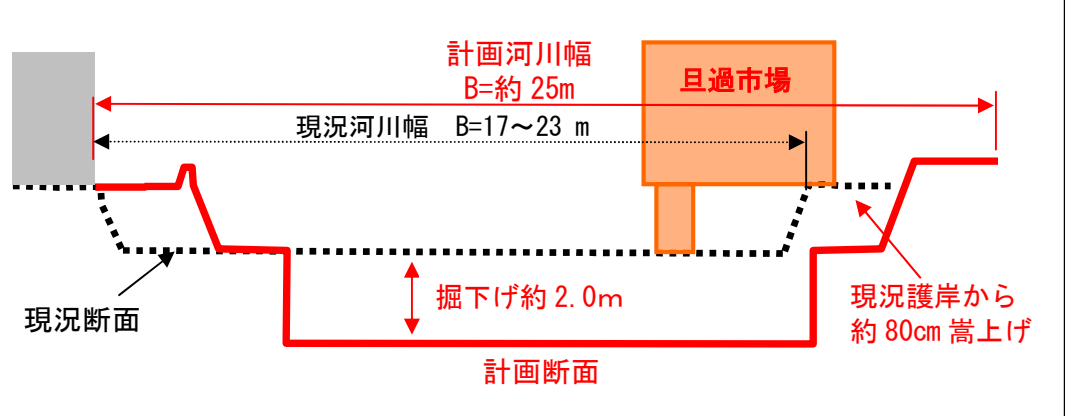 計画河川幅
B=約 25m
旦過市場
現況河川幅　B=17～23 m
掘下げ約 2.0m
現況断面
現況護岸から
約 80cm 嵩上げ
計画断面